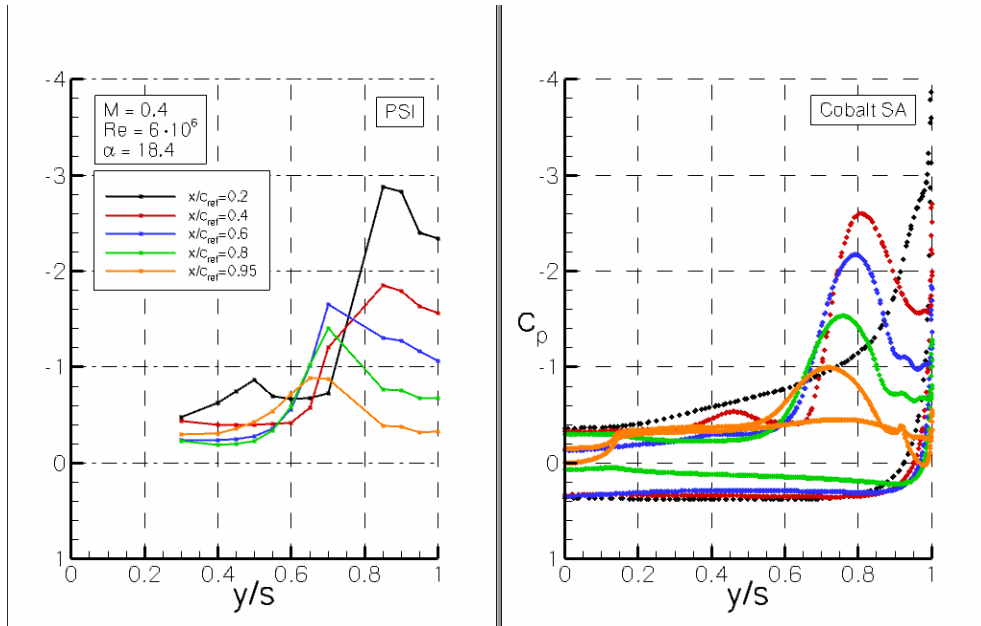 -4
-3
-2
-1
0
1
0
0.2
0.4
0.6
0.8
1
y/s
M = 0.4
Re = 6·10⁶
α = 18.4
PSI
x/c_ref=0.2
x/c_ref=0.4
x/c_ref=0.6
x/c_ref=0.8
x/c_ref=0.95
-4
-3
-2
-1
0
1
C_p
0
0.2
0.4
0.6
0.8
1
y/s
Cobalt SA